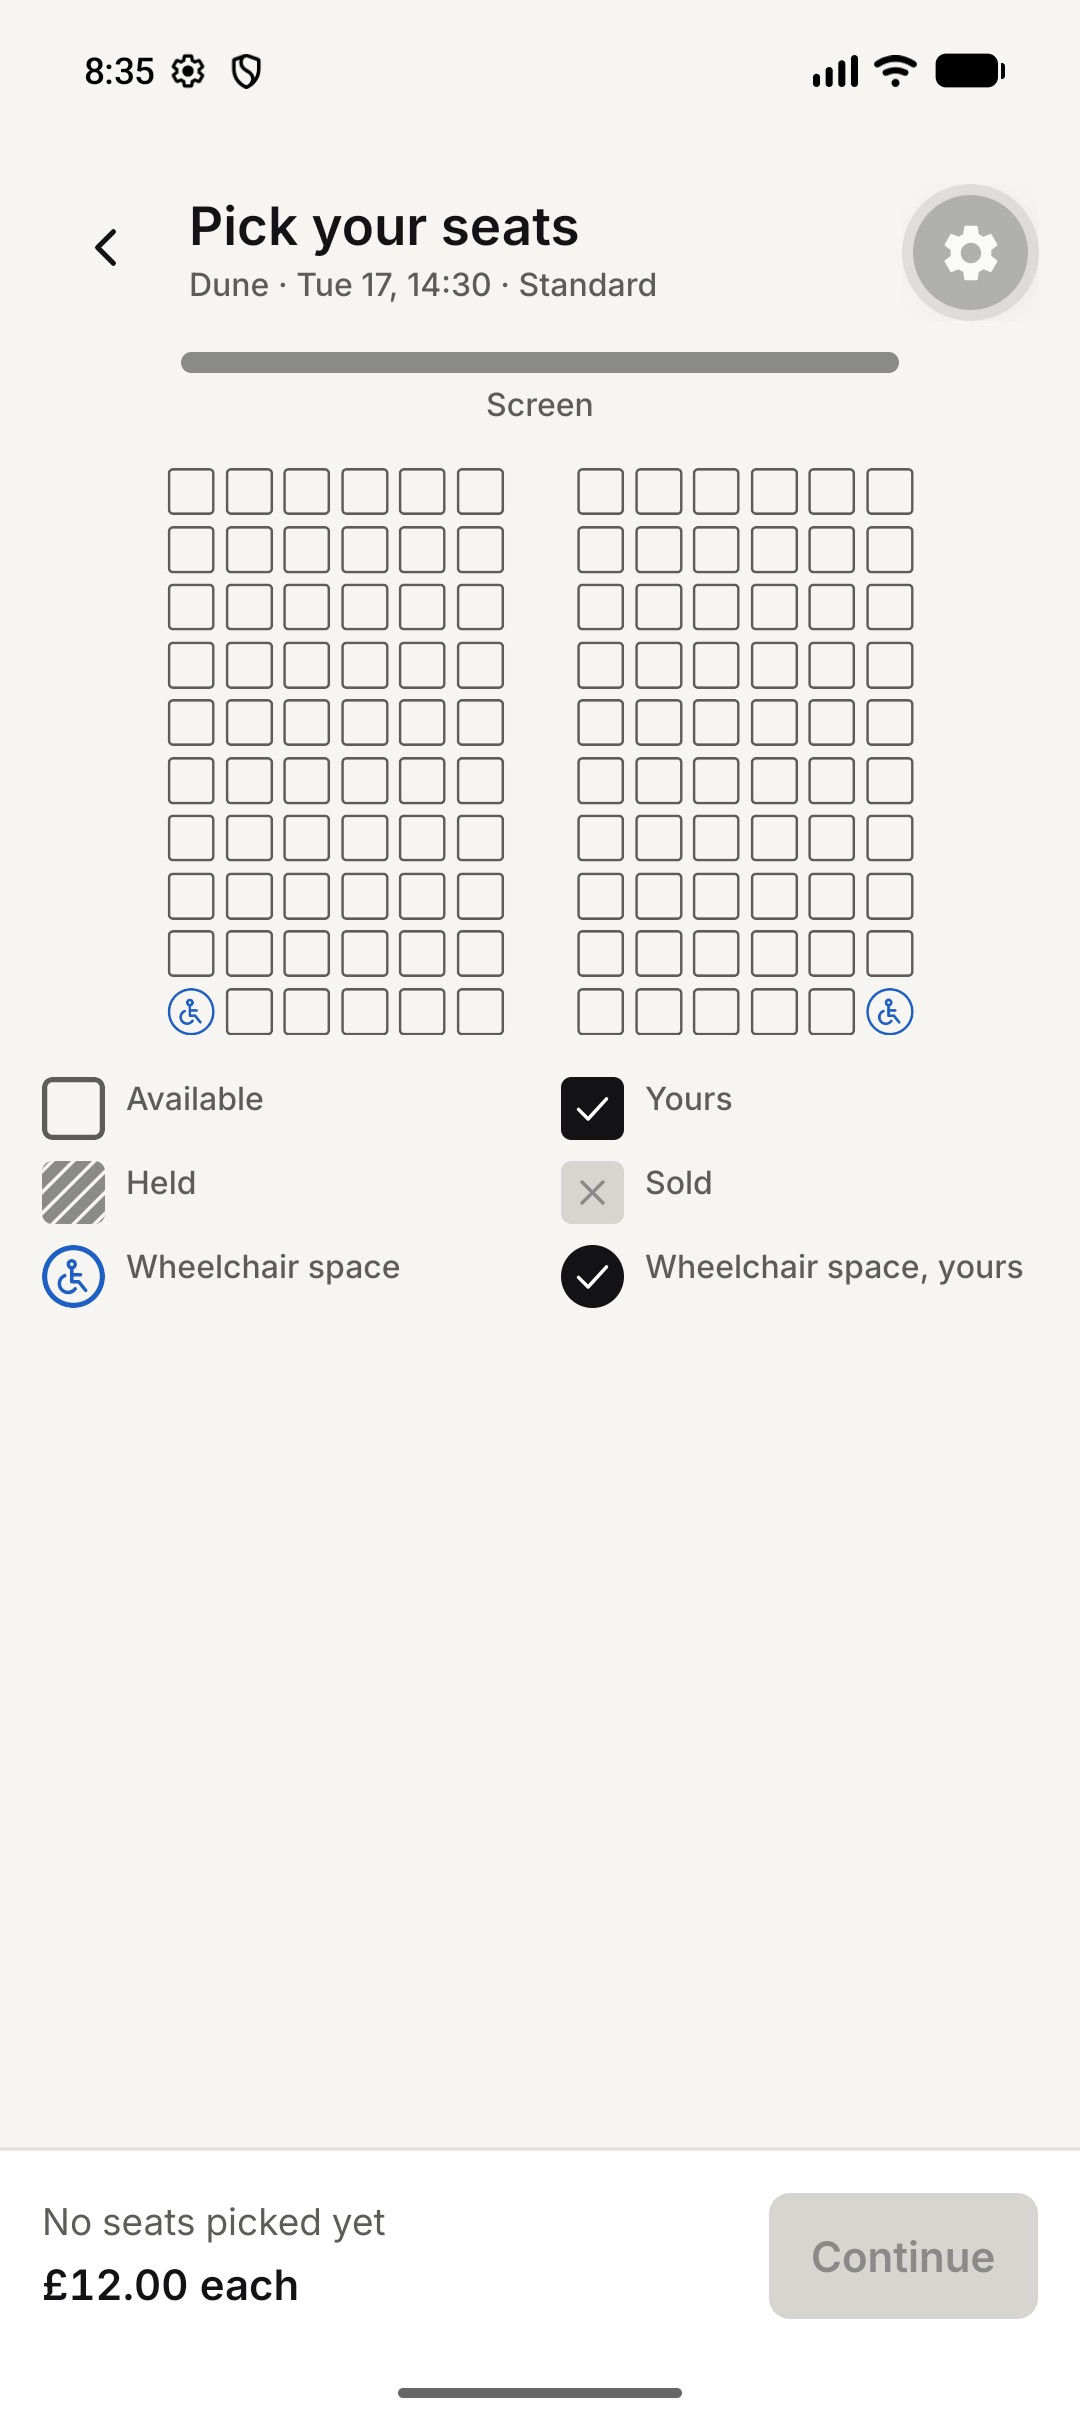 8:35
Pick your seats
Dune · Tue 17, 14:30 · Standard
Screen
Available
Yours
Held
Sold
Wheelchair space
Wheelchair space, yours
No seats picked yet
£12.00 each
Continue